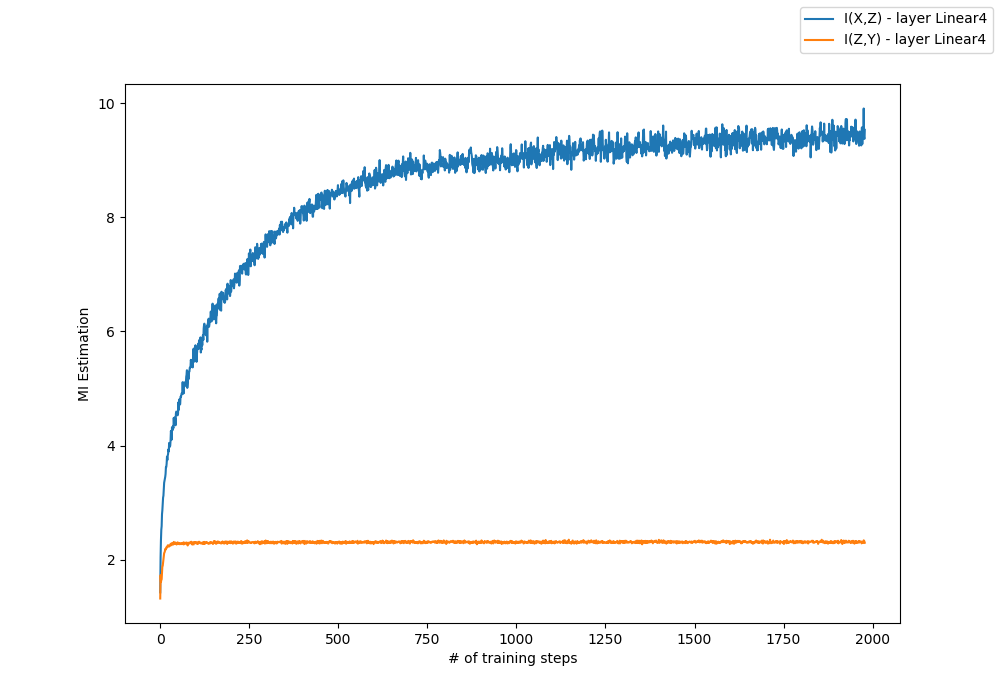 I(X,Z) - layer Linear4
I(Z,Y) - layer Linear4
10
8
6
4
2
MI Estimation
0 250 500 750 1000 1250 1500 1750 2000
# of training steps